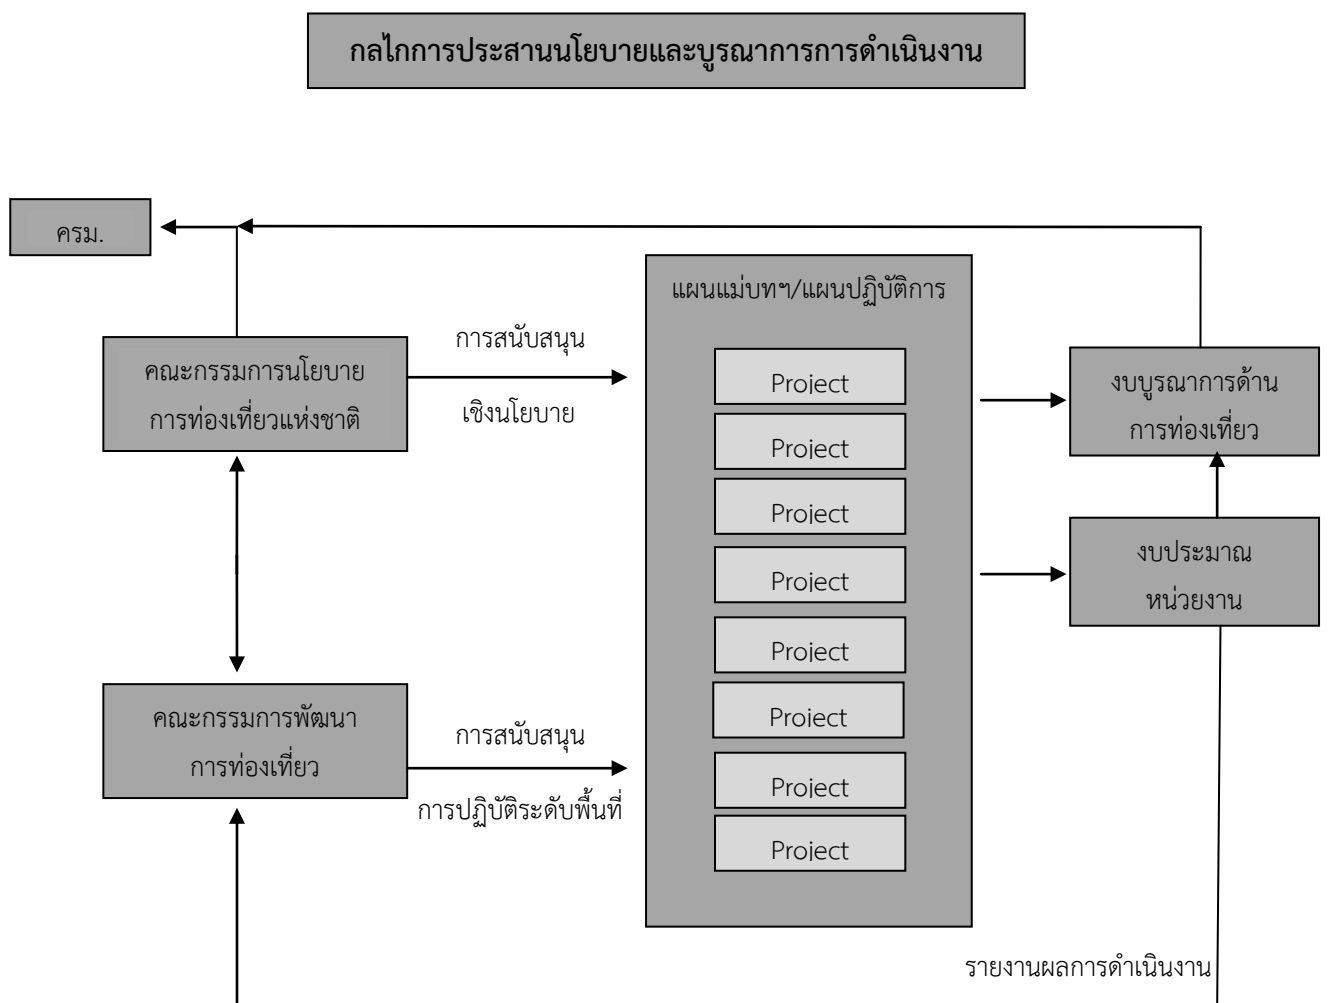 กลไกการประสานนโยบายและบูรณาการการดำเนินงาน
ครม.
คณะกรรมการนโยบาย
การท่องเที่ยวแห่งชาติ
การสนับสนุน
เชิงนโยบาย
คณะกรรมการพัฒนา
การท่องเที่ยว
การสนับสนุน
การปฏิบัติระดับพื้นที่
แผนแม่บทฯ/แผนปฏิบัติการ
Project
Project
Project
Project
Project
Project
Project
Project
งบบูรณาการด้าน
การท่องเที่ยว
งบประมาณ
หน่วยงาน
รายงานผลการดำเนินงาน